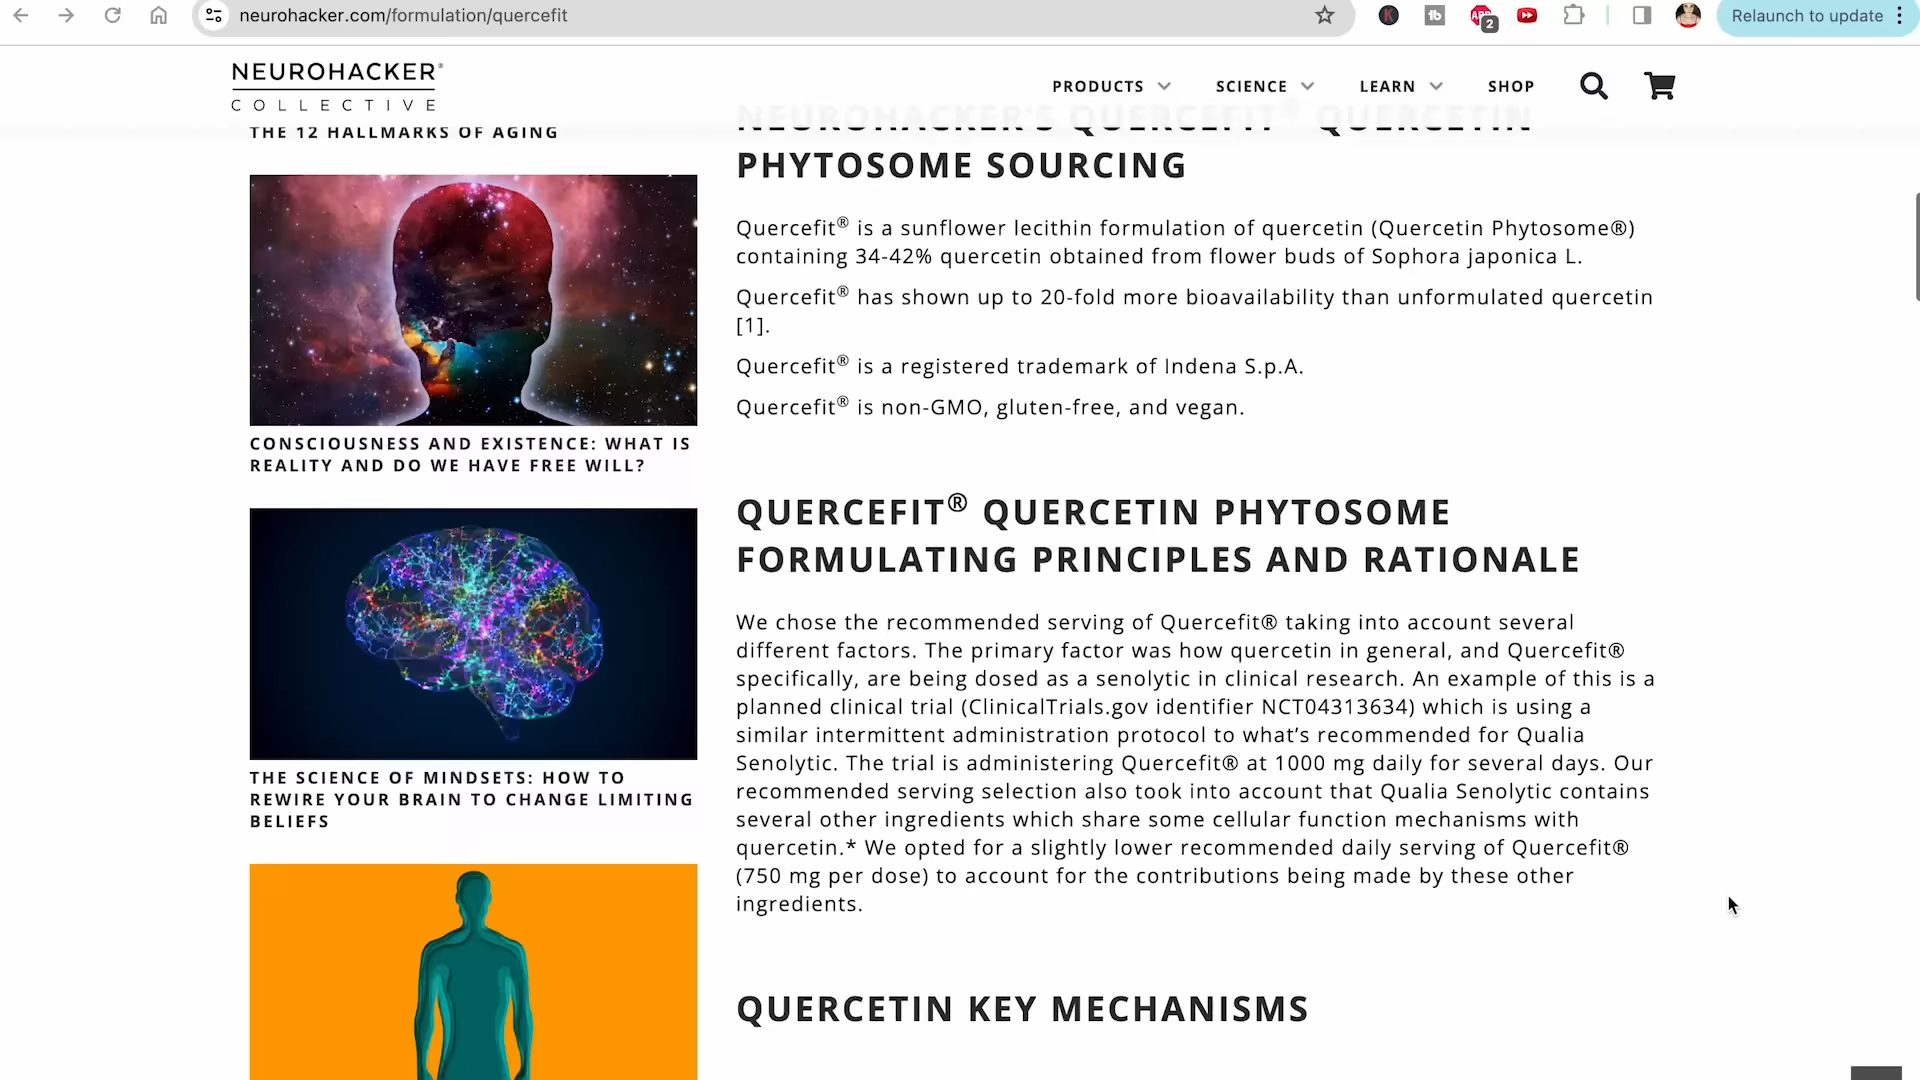 neurohacker.com/formulation/quercefit
2
Relaunch to update
NEUROHACKER®
COLLECTIVE
PRODUCTS
SCIENCE
LEARN
SHOP
THE 12 HALLMARKS OF AGING
CONSCIOUSNESS AND EXISTENCE: WHAT IS
REALITY AND DO WE HAVE FREE WILL?
THE SCIENCE OF MINDSETS: HOW TO
REWIRE YOUR BRAIN TO CHANGE LIMITING
BELIEFS
NEUROHACKER'S QUERCEFIT® QUERCETIN
PHYTOSOME SOURCING
Quercefit® is a sunflower lecithin formulation of quercetin (Quercetin Phytosome®)
containing 34-42% quercetin obtained from flower buds of Sophora japonica L.
Quercefit® has shown up to 20-fold more bioavailability than unformulated quercetin
[1].
Quercefit® is a registered trademark of Indena S.p.A.
Quercefit® is non-GMO, gluten-free, and vegan.
QUERCEFIT® QUERCETIN PHYTOSOME
FORMULATING PRINCIPLES AND RATIONALE
We chose the recommended serving of Quercefit® taking into account several
different factors. The primary factor was how quercetin in general, and Quercefit®
specifically, are being dosed as a senolytic in clinical research. An example of this is a
planned clinical trial (ClinicalTrials.gov identifier NCT04313634) which is using a
similar intermittent administration protocol to what's recommended for Qualia
Senolytic. The trial is administering Quercefit® at 1000 mg daily for several days. Our
recommended serving selection also took into account that Qualia Senolytic contains
several other ingredients which share some cellular function mechanisms with
quercetin.* We opted for a slightly lower recommended daily serving of Quercefit®
(750 mg per dose) to account for the contributions being made by these other
ingredients.
QUERCETIN KEY MECHANISMS